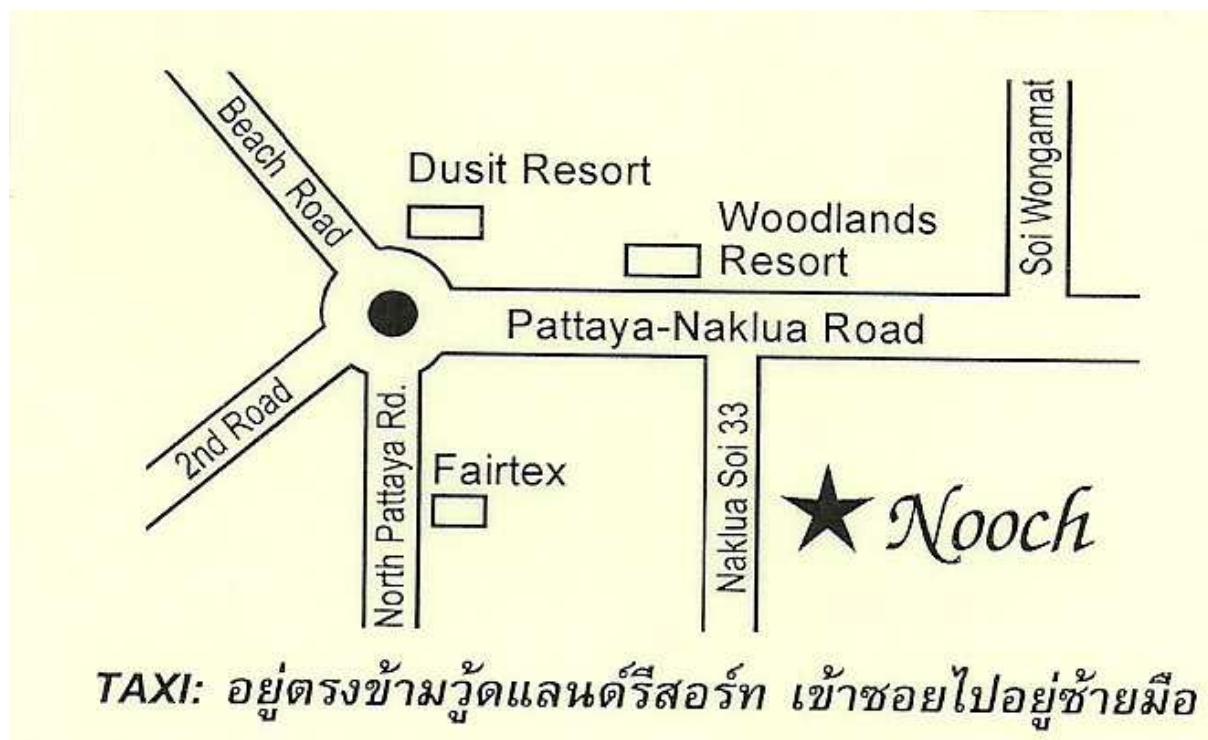 Beach Road
Dusit Resort
Woodlands
Resort
Soi Wongamat
Pattaya-Naklua Road
2nd Road
North Pattaya Rd.
Fairtex
Naklua Soi 33
Nooch
TAXI: อยู่ตรงข้ามวู้ดแลนด์รีสอร์ท เข้าซอยไปอยู่ซ้ายมือ